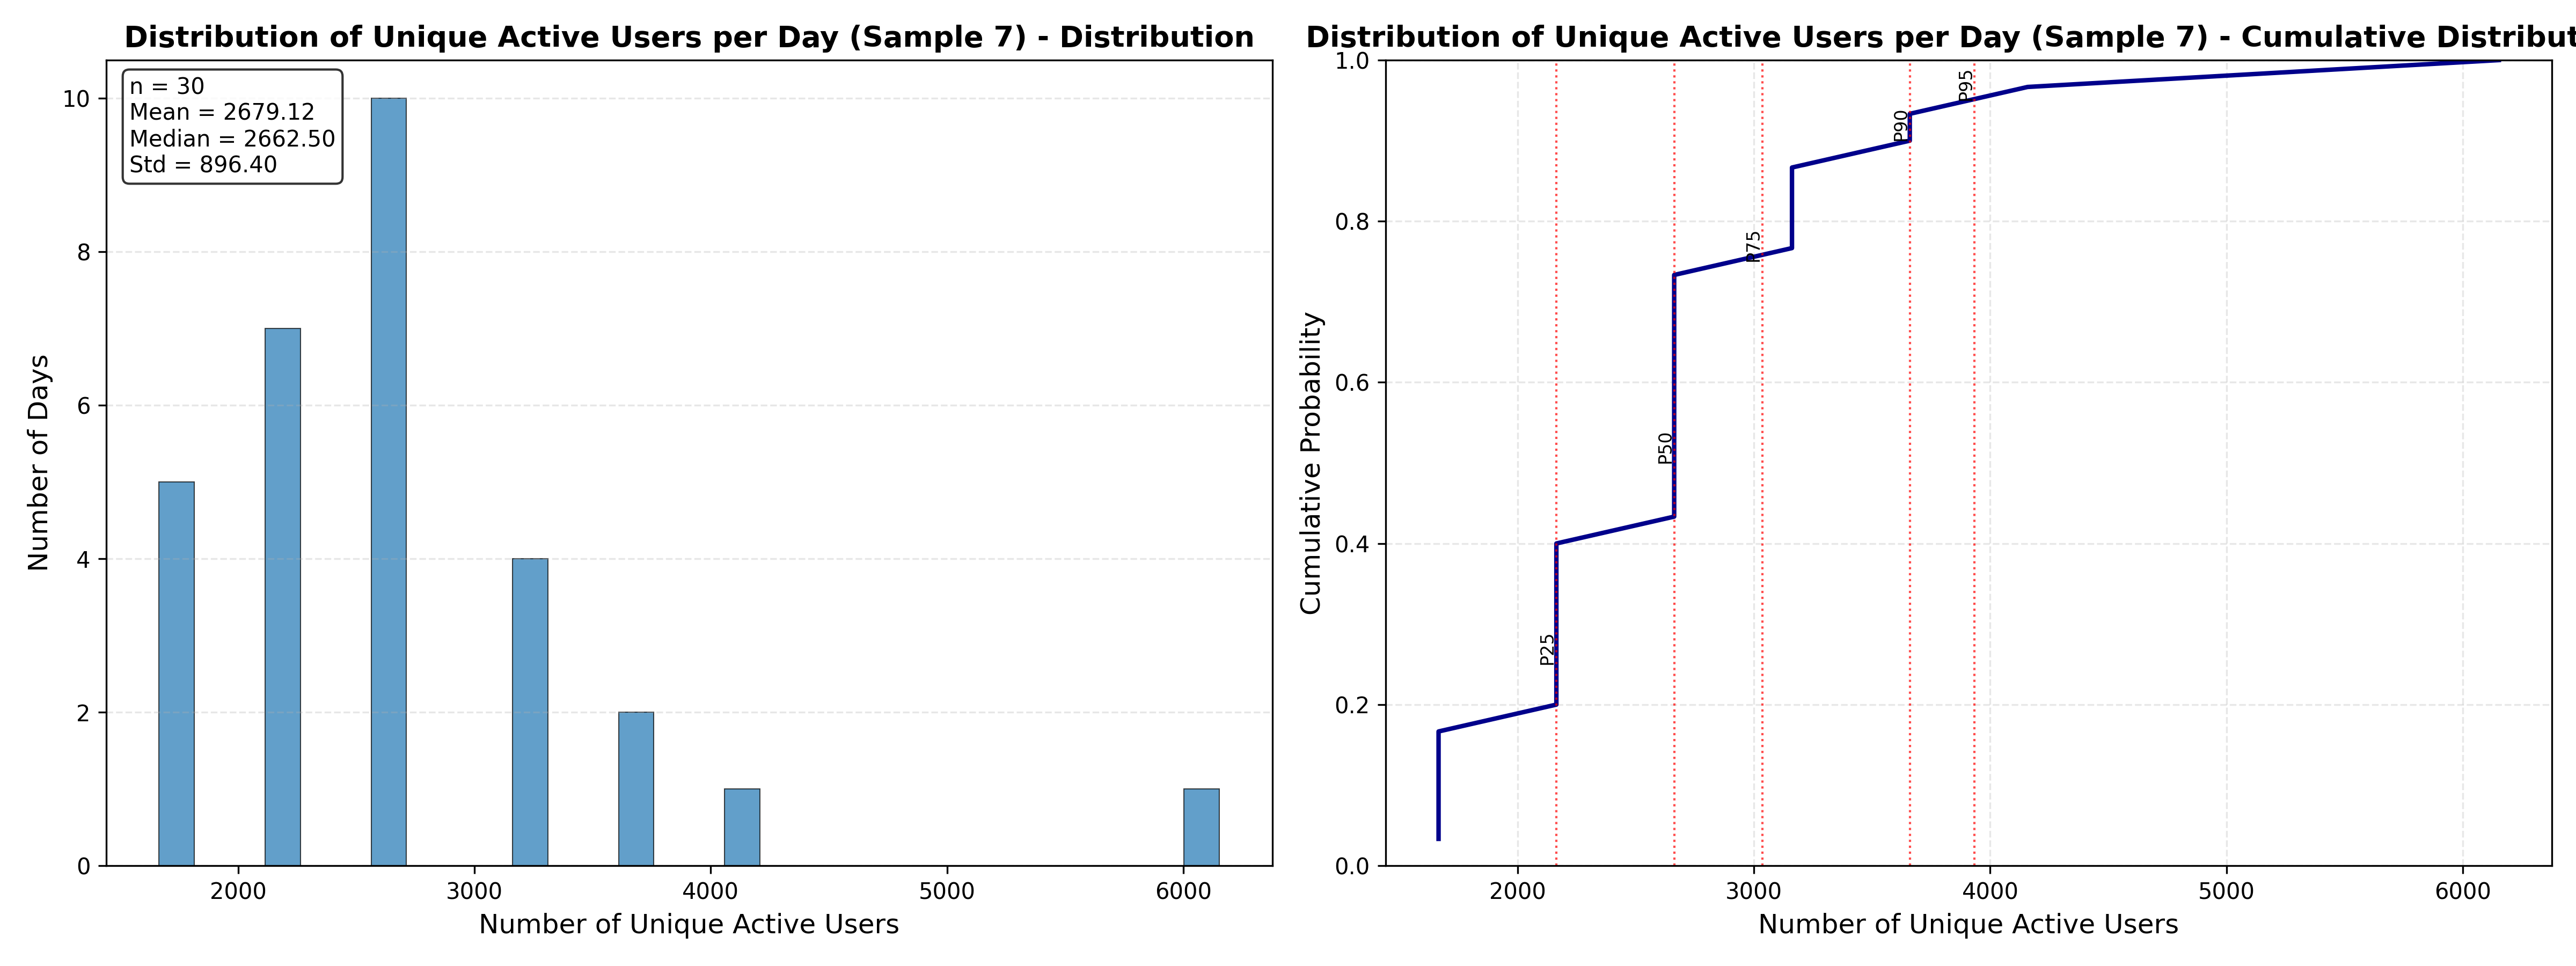 Distribution of Unique Active Users per Day (Sample 7) - Distribution
n = 30
Mean = 2679.12
Median = 2662.50
Std = 896.40
Number of Days
10
8
6
4
2
0
2000 3000 4000 5000 6000
Number of Unique Active Users
Distribution of Unique Active Users per Day (Sample 7) - Cumulative Distribut
Cumulative Probability
1.0
0.8
0.6
0.4
0.2
0.0
P25
P50
P75
P90
P95
2000 3000 4000 5000 6000
Number of Unique Active Users